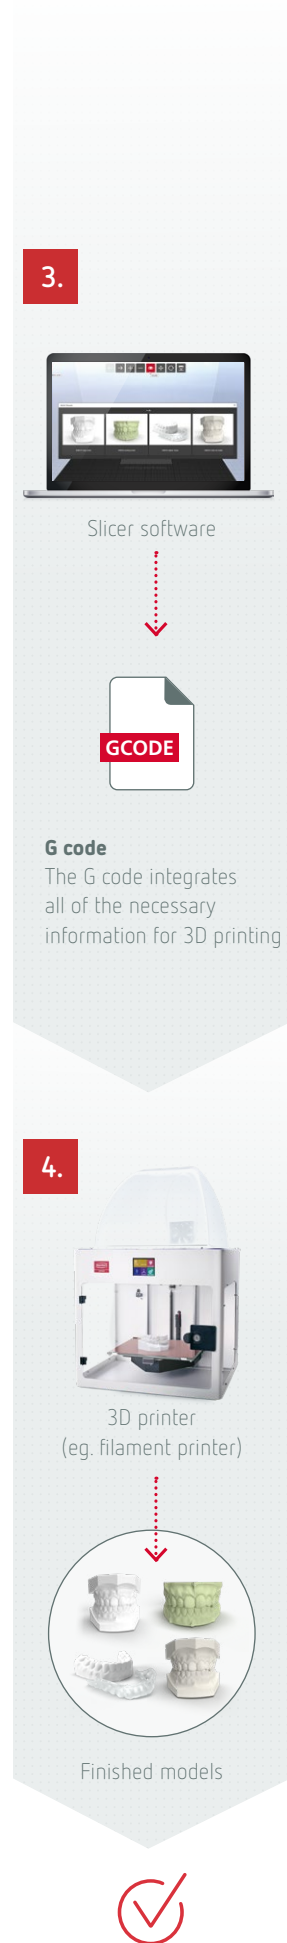 3.
Slicer software
GCODE
G code
The G code integrates
all of the necessary
information for 3D printing
4.
3D printer
(eg. filament printer)
Finished models